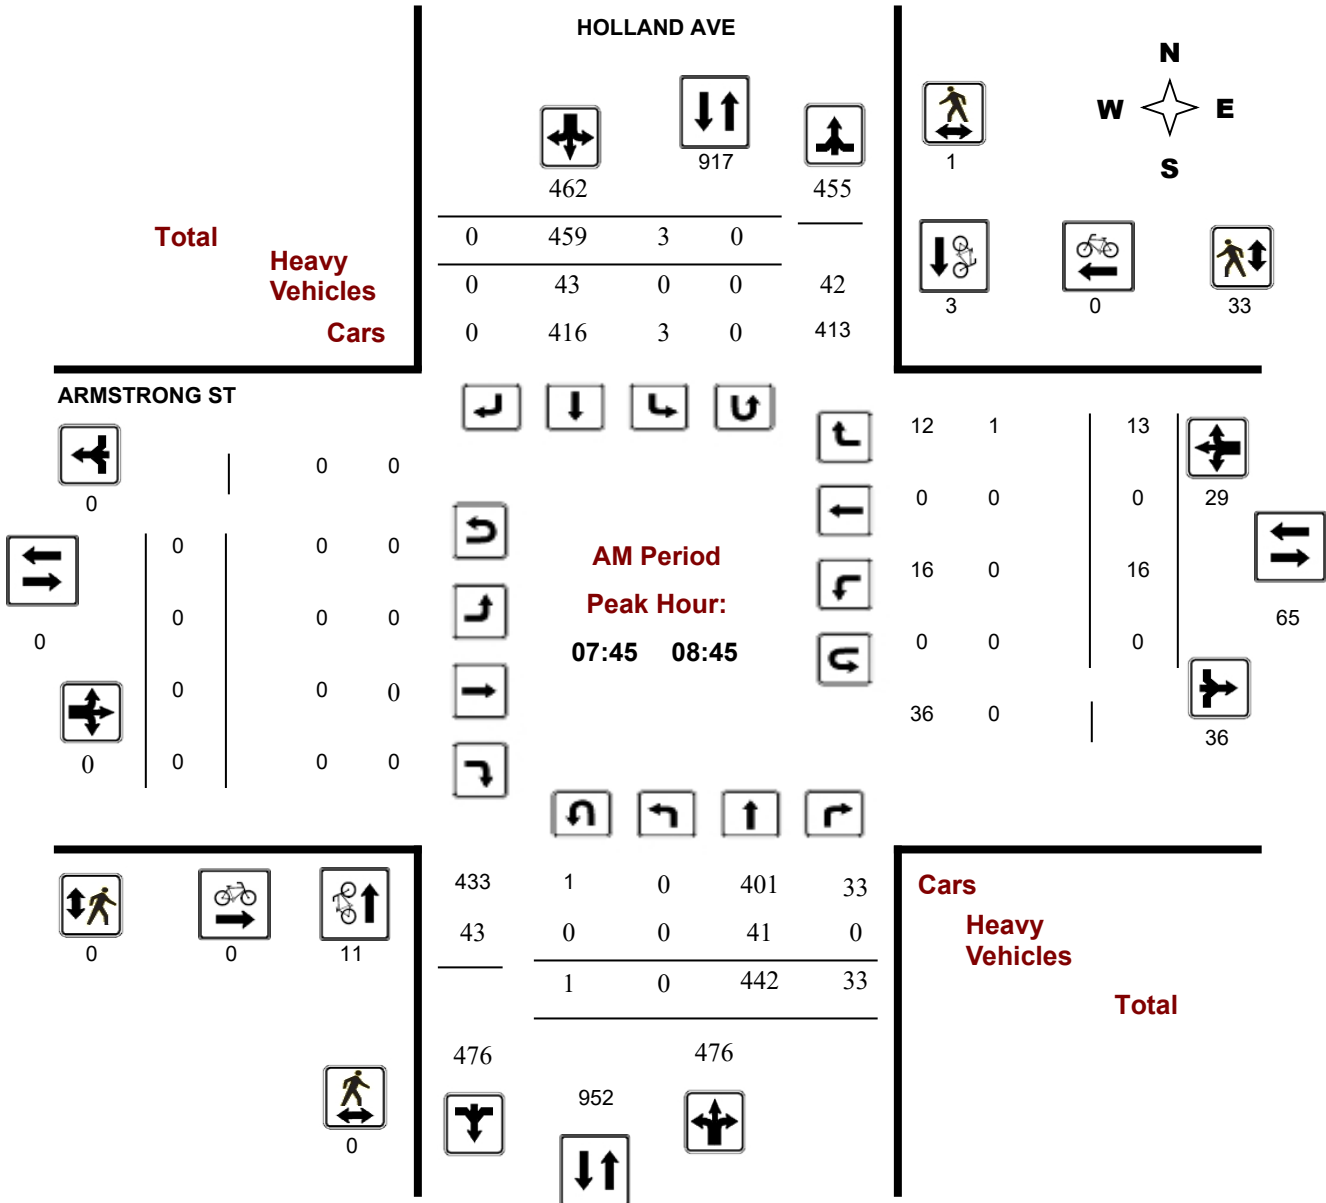 HOLLAND AVE
N
W E
S
917
1
462 455
Total 0 459 3 0
Heavy
Vehicles 0 43 0 0 42
Cars 0 416 3 0 413
3 0 33
ARMSTRONG ST
12 1 13
0 0
0
0 0 0 29
0 0 0
AM Period
16 0 16
Peak Hour:
0 0 0 65
0
07:45 08:45
0 0 0
0 0 0
36 0
36
0 0 0 0
433 1 0 401 33 Cars
43 0 0 41 0 Heavy
Vehicles
0 0 11
1 0 442 33
Total
476 476
952
0